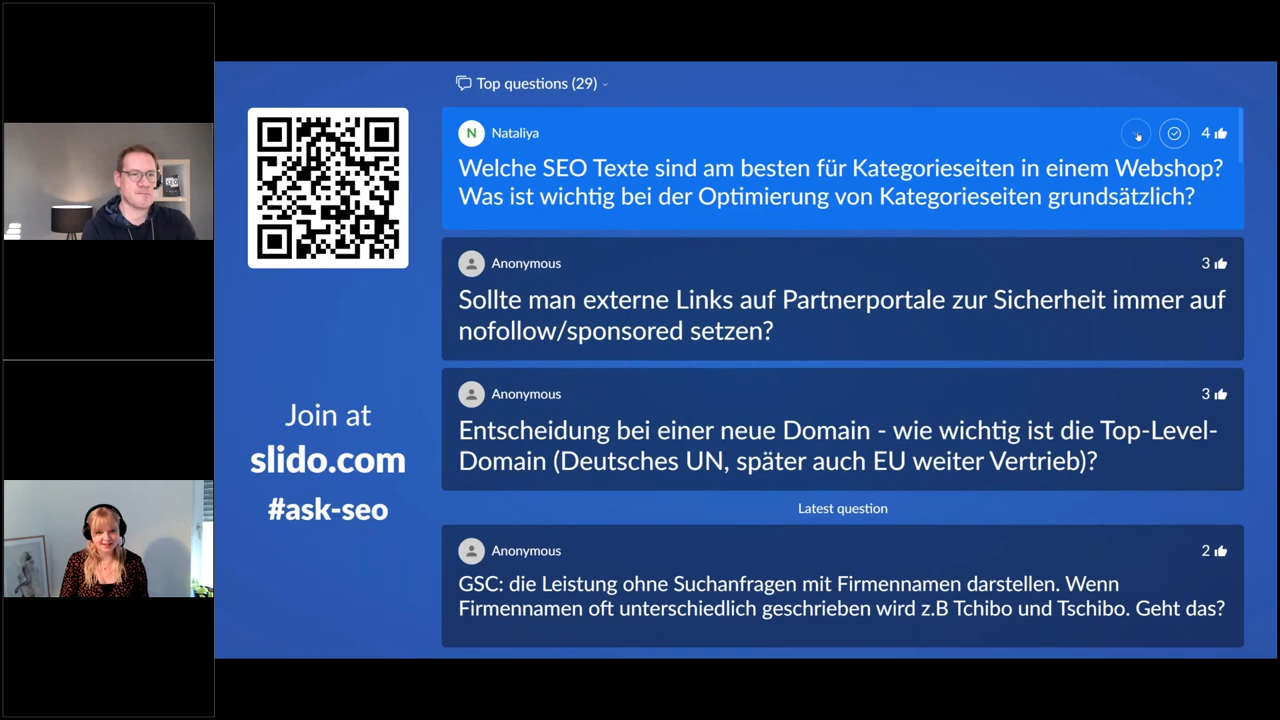 Top questions (29)
N Nataliya
4
Welche SEO Texte sind am besten für Kategorieseiten in einem Webshop?
Was ist wichtig bei der Optimierung von Kategorieseiten grundsätzlich?
Anonymous
3
Sollte man externe Links auf Partnerportale zur Sicherheit immer auf
nofollow/sponsored setzen?
Anonymous
3
Entscheidung bei einer neue Domain - wie wichtig ist die Top-Level-
Domain (Deutsches UN, später auch EU weiter Vertrieb)?
Latest question
Anonymous
2
GSC: die Leistung ohne Suchanfragen mit Firmennamen darstellen. Wenn
Firmennamen oft unterschiedlich geschrieben wird z.B Tchibo und Tschibo. Geht das?
Join at
slido.com
#ask-seo